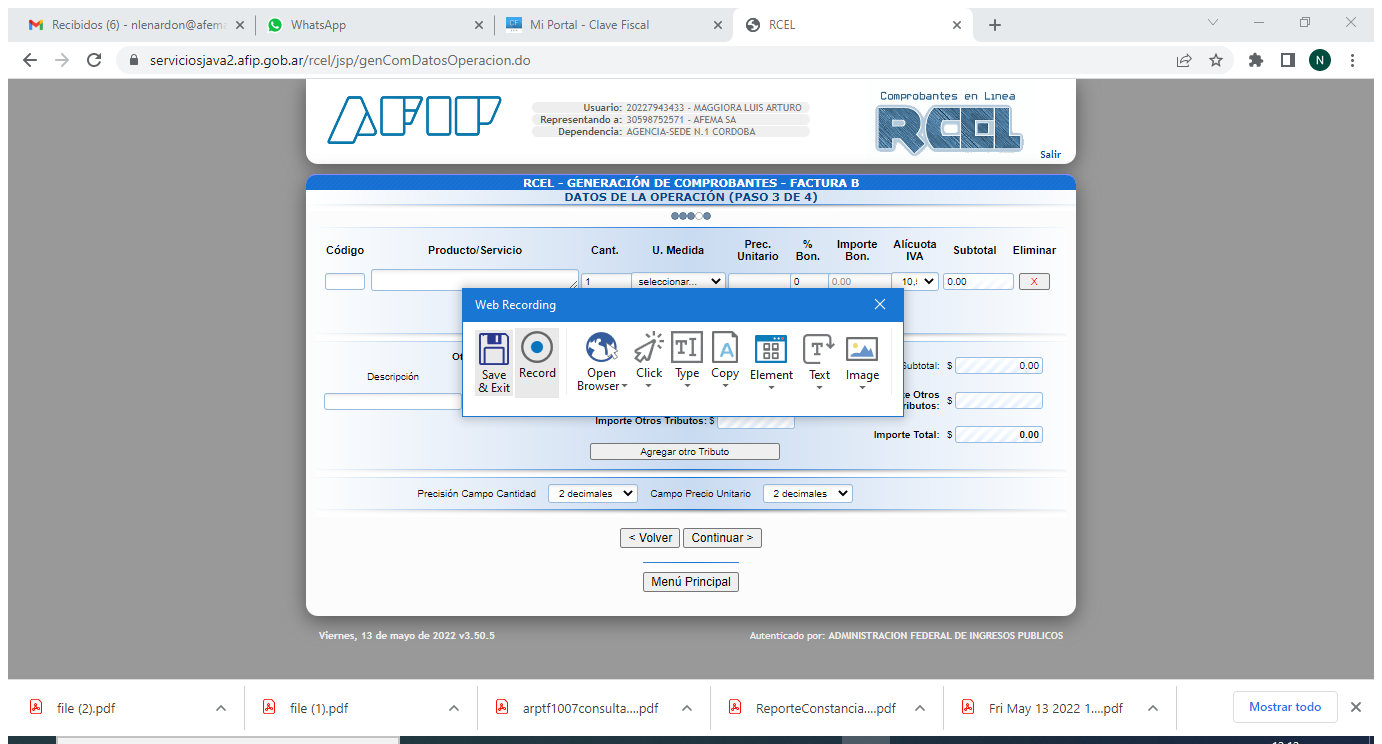 Recibidos (6) - nlenardon@afema
WhatsApp
CF
Mi Portal - Clave Fiscal
RCEL
serviciosjava2.afip.gob.ar/rcel/jsp/genComDatosOperacion.do
N
AFIP
Usuario: 20227943433 - MAGGIORA LUIS ARTURO
Representando a: 30598752571 - AFEMA SA
Dependencia: AGENCIA-SEDE N.1 CORDOBA
Comprobantes en Linea
RCEL
Salir
RCEL - GENERACIÓN DE COMPROBANTES - FACTURA B
DATOS DE LA OPERACIÓN (PASO 3 DE 4)
Código
Producto/Servicio
Cant.
U. Medida
Prec. Unitario
% Bon.
Importe Bon.
Alícuota IVA
Subtotal
Eliminar
1
seleccionar...
0
0.00
10,
0.00
X
Web Recording
Save & Exit
Record
Open Browser
Click
Type
Copy
Element
Text
Image
Descripción
Subtotal: $ 0.00
Otros
$
Importe Otros Tributos: $
Importe Total: $ 0.00
Agregar otro Tributo
Precisión Campo Cantidad
2 decimales
Campo Precio Unitario
2 decimales
< Volver
Continuar >
Menú Principal
Viernes, 13 de mayo de 2022 v3.50.5
Autenticado por: ADMINISTRACION FEDERAL DE INGRESOS PUBLICOS
file (2).pdf
file (1).pdf
arptf1007consulta....pdf
ReporteConstancia....pdf
Fri May 13 2022 1....pdf
Mostrar todo